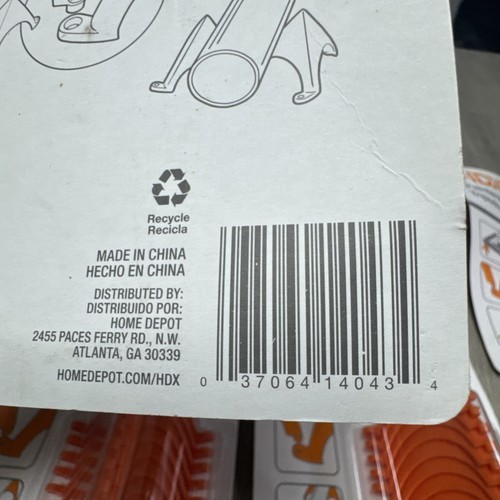 Recycle
Recicla
MADE IN CHINA
HECHO EN CHINA
DISTRIBUTED BY:
DISTRIBUIDO POR:
HOME DEPOT
2455 PACES FERRY RD., N.W.
ATLANTA, GA 30339
HOMEDEPOT.COM/HDX
0 37064 14043 4